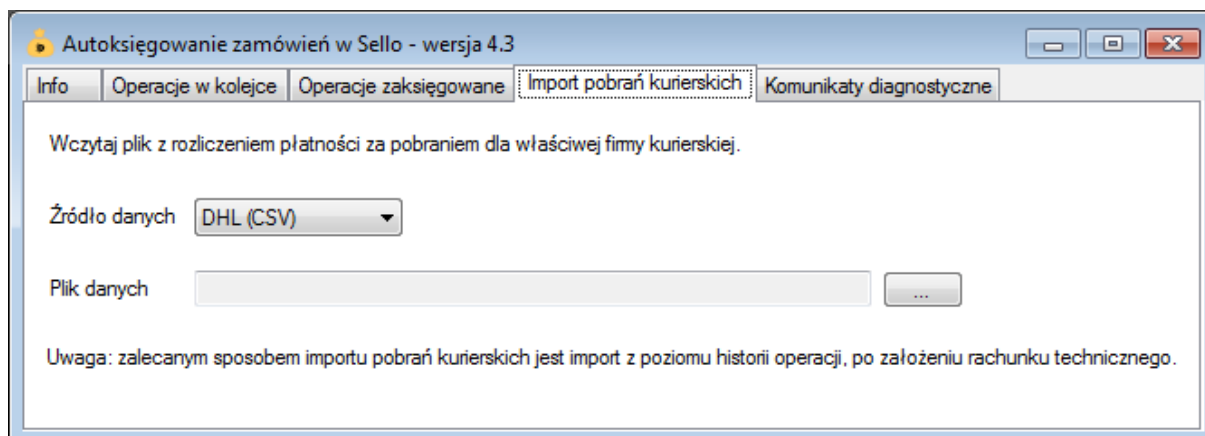 Autoksięgowanie zamówień w Sello - wersja 4.3
Info Operacje w kolejce Operacje zaksięgowane Import pobrań kurierskich Komunikaty diagnostyczne
Wczytaj plik z rozliczeniem płatności za pobraniem dla właściwej firmy kurierskiej.
Źródło danych DHL (CSV)
Plik danych ...
Uwaga: zalecanym sposobem importu pobrań kurierskich jest import z poziomu historii operacji, po założeniu rachunku technicznego.